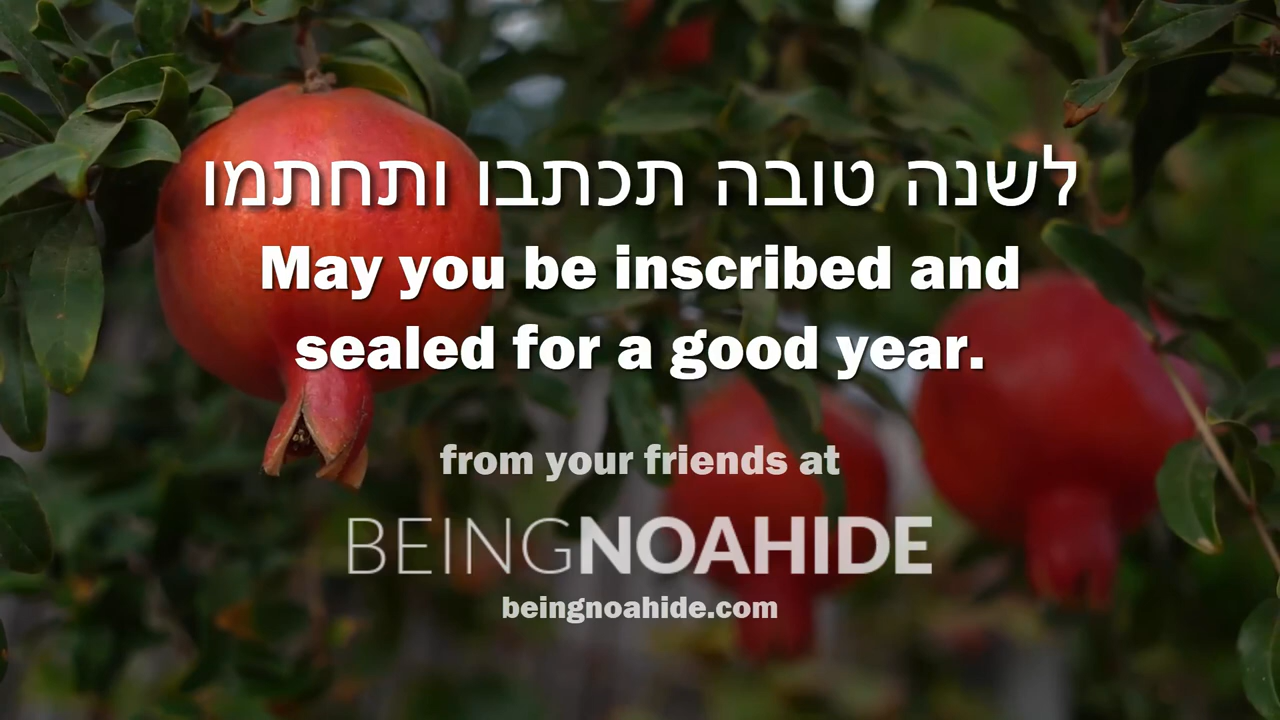 לשנה טובה תכתבו ותחתמו
May you be inscribed and
sealed for a good year.
from your friends at
BEINGNOAHIDE
beingnoahide.com